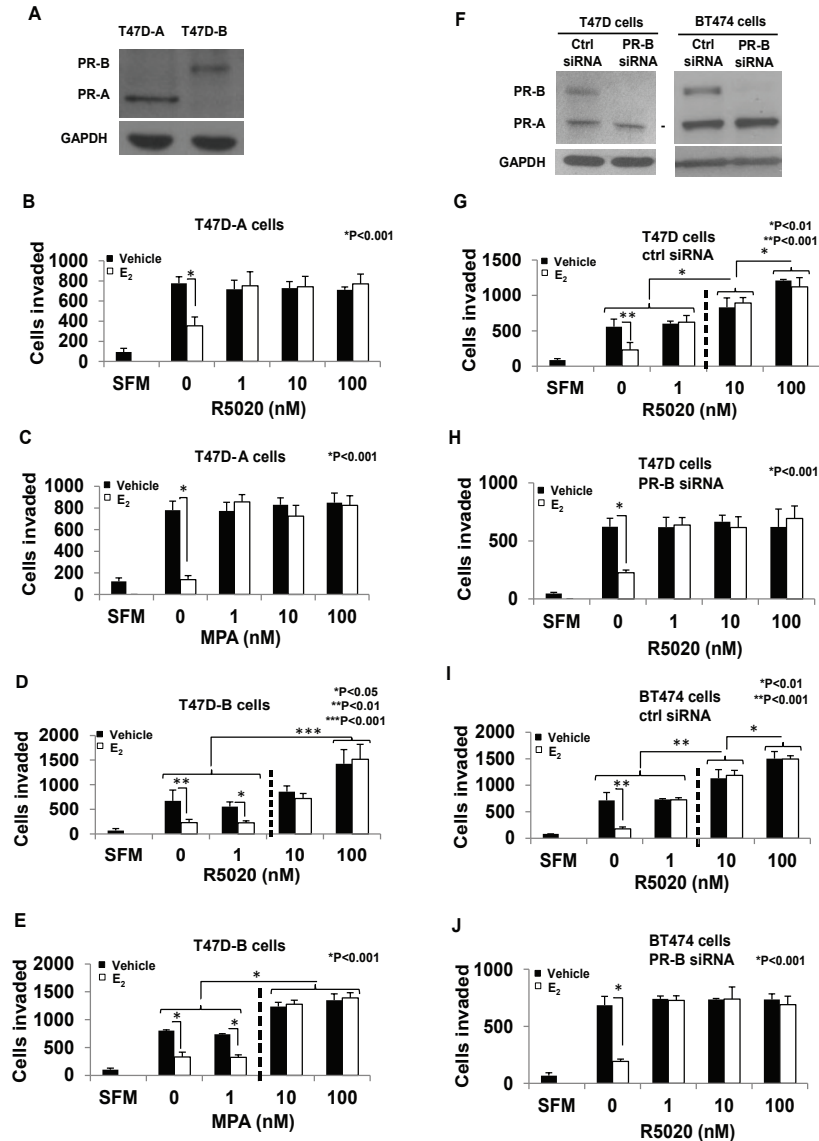 A
T47D-A T47D-B
PR-B
PR-A
GAPDH
B
T47D-A cells
*P<0.001
Vehicle
E2
*
Cells invaded
1000
800
600
400
200
0
SFM 0 1 10 100
R5020 (nM)
C
T47D-A cells
*P<0.001
Vehicle
E2
*
Cells invaded
1000
800
600
400
200
0
SFM 0 1 10 100
MPA (nM)
D
T47D-B cells
*P<0.05
**P<0.01
***P<0.001
Vehicle
E2
***
** *
Cells invaded
2000
1500
1000
500
0
SFM 0 1 10 100
R5020 (nM)
E
T47D-B cells
*P<0.001
Vehicle
E2
*
* *
Cells invaded
2000
1500
1000
500
0
SFM 0 1 10 100
MPA (nM)
F
T47D cells BT474 cells
Ctrl siRNA PR-B siRNA Ctrl siRNA PR-B siRNA
PR-B
PR-A -
GAPDH
G
T47D cells
ctrl siRNA
*P<0.01
**P<0.001
Vehicle
E2
* *
**
Cells invaded
1500
1000
500
0
SFM 0 1 10 100
R5020 (nM)
H
T47D cells
PR-B siRNA
*P<0.001
Vehicle
E2
*
Cells invaded
1000
500
0
SFM 0 1 10 100
R5020 (nM)
I
BT474 cells
ctrl siRNA
*P<0.01
**P<0.001
Vehicle
E2
** *
**
Cells invaded
2000
1500
1000
500
0
SFM 0 1 10 100
R5020 (nM)
J
BT474 cells
PR-B siRNA
*P<0.001
Vehicle
E2
*
Cells invaded
1000
500
0
SFM 0 1 10 100
R5020 (nM)